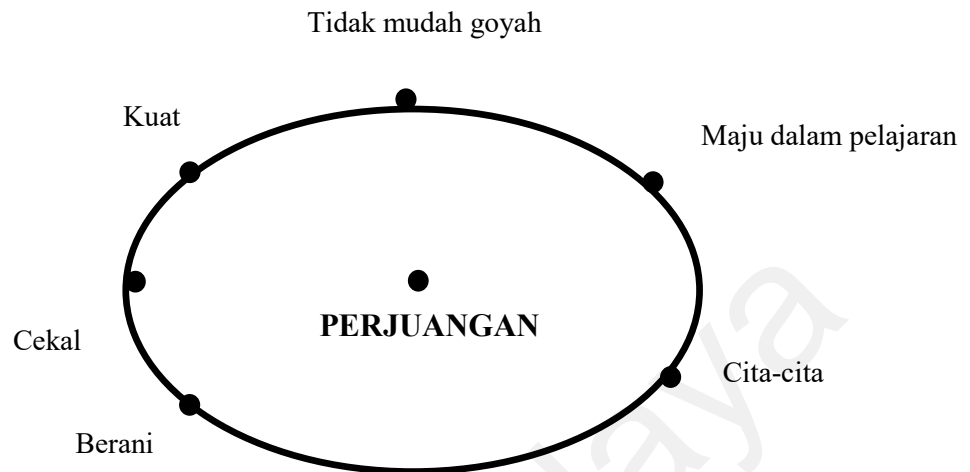 Tidak mudah goyah
Kuat
Maju dalam pelajaran
PERJUANGAN
Cekal
Cita-cita
Berani